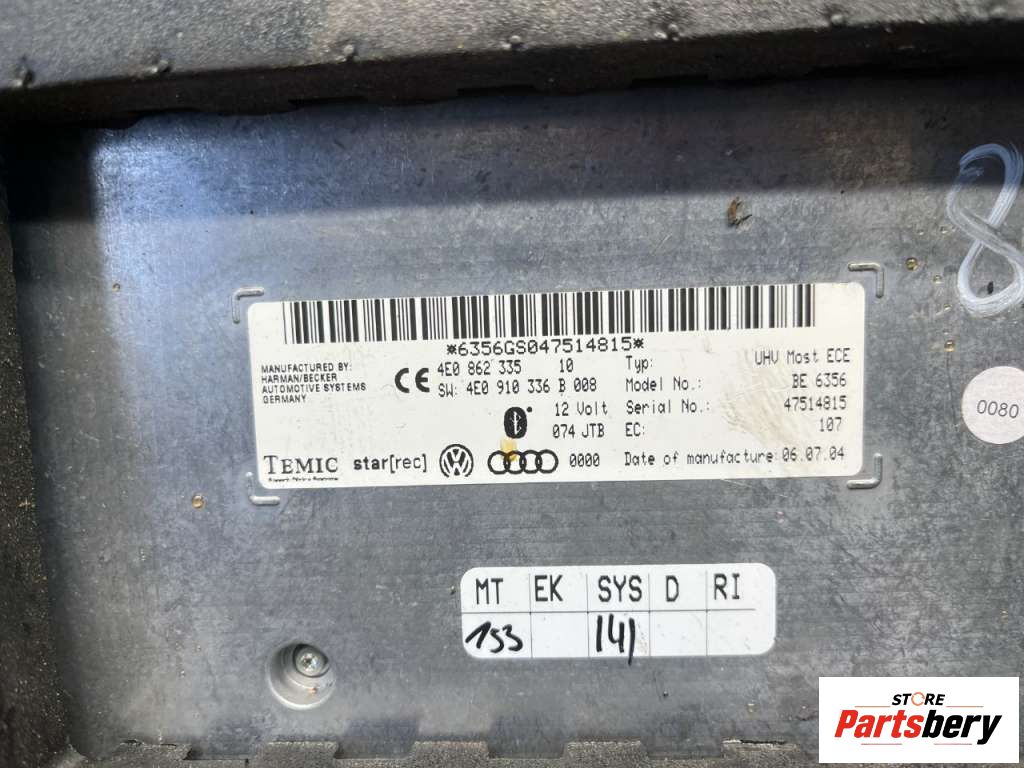 8
*6356GS047514815*
MANUFACTURED BY:
HARMAN/BECKER
AUTOMOTIVE SYSTEMS
GERMANY
CE
4E0 862 335 10
SW: 4E0 910 336 B 008
12 Volt
074 JTB
0000
Typ: UHV Most ECE
Model No.: BE 6356
Serial No.: 47514815
EC: 107
Date of manufacture: 06.07.04
TEMIC star[rec]
0080
MT EK SYS D RI
153 141
STORE
Partsbery